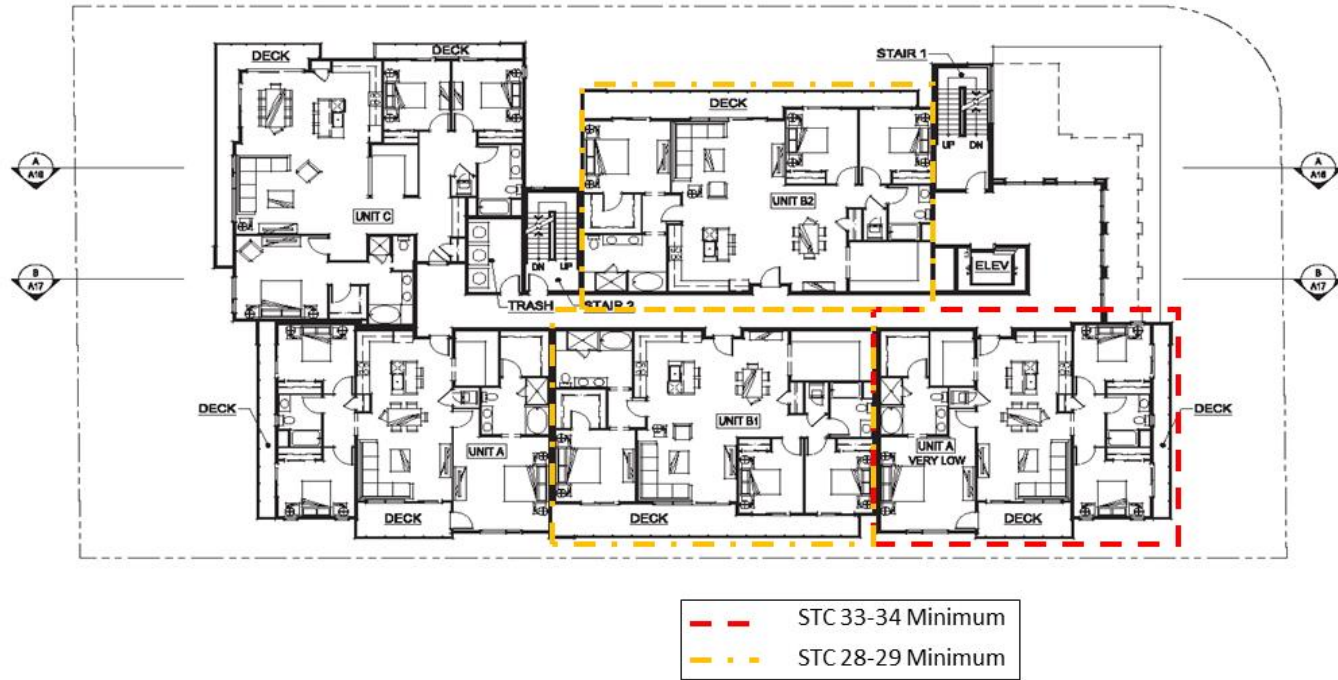 DECK
DECK
STAIR 1
DECK
UP DN
A
A16
A
A16
UNIT B2
UNIT C
B
A17
B
A17
ELEV
DN UP
TRASH
STAIR 2
DECK
DECK
UNIT B1
UNIT A
UNIT A
VERY LOW
DECK
DECK
DECK
STC 33-34 Minimum
STC 28-29 Minimum